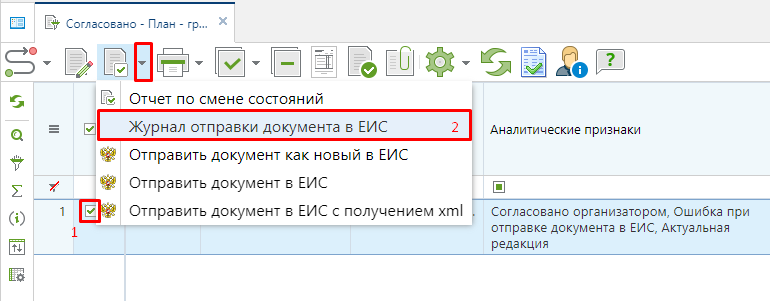 Согласовано - План - гр...
Отчет по смене состояний
Журнал отправки документа в ЕИС 2
Отправить документ как новый в ЕИС
Отправить документ в ЕИС
Отправить документ в ЕИС с получением xml
Аналитические признаки
1
1
Согласовано организатором, Ошибка при
отправке документа в ЕИС, Актуальная
редакция